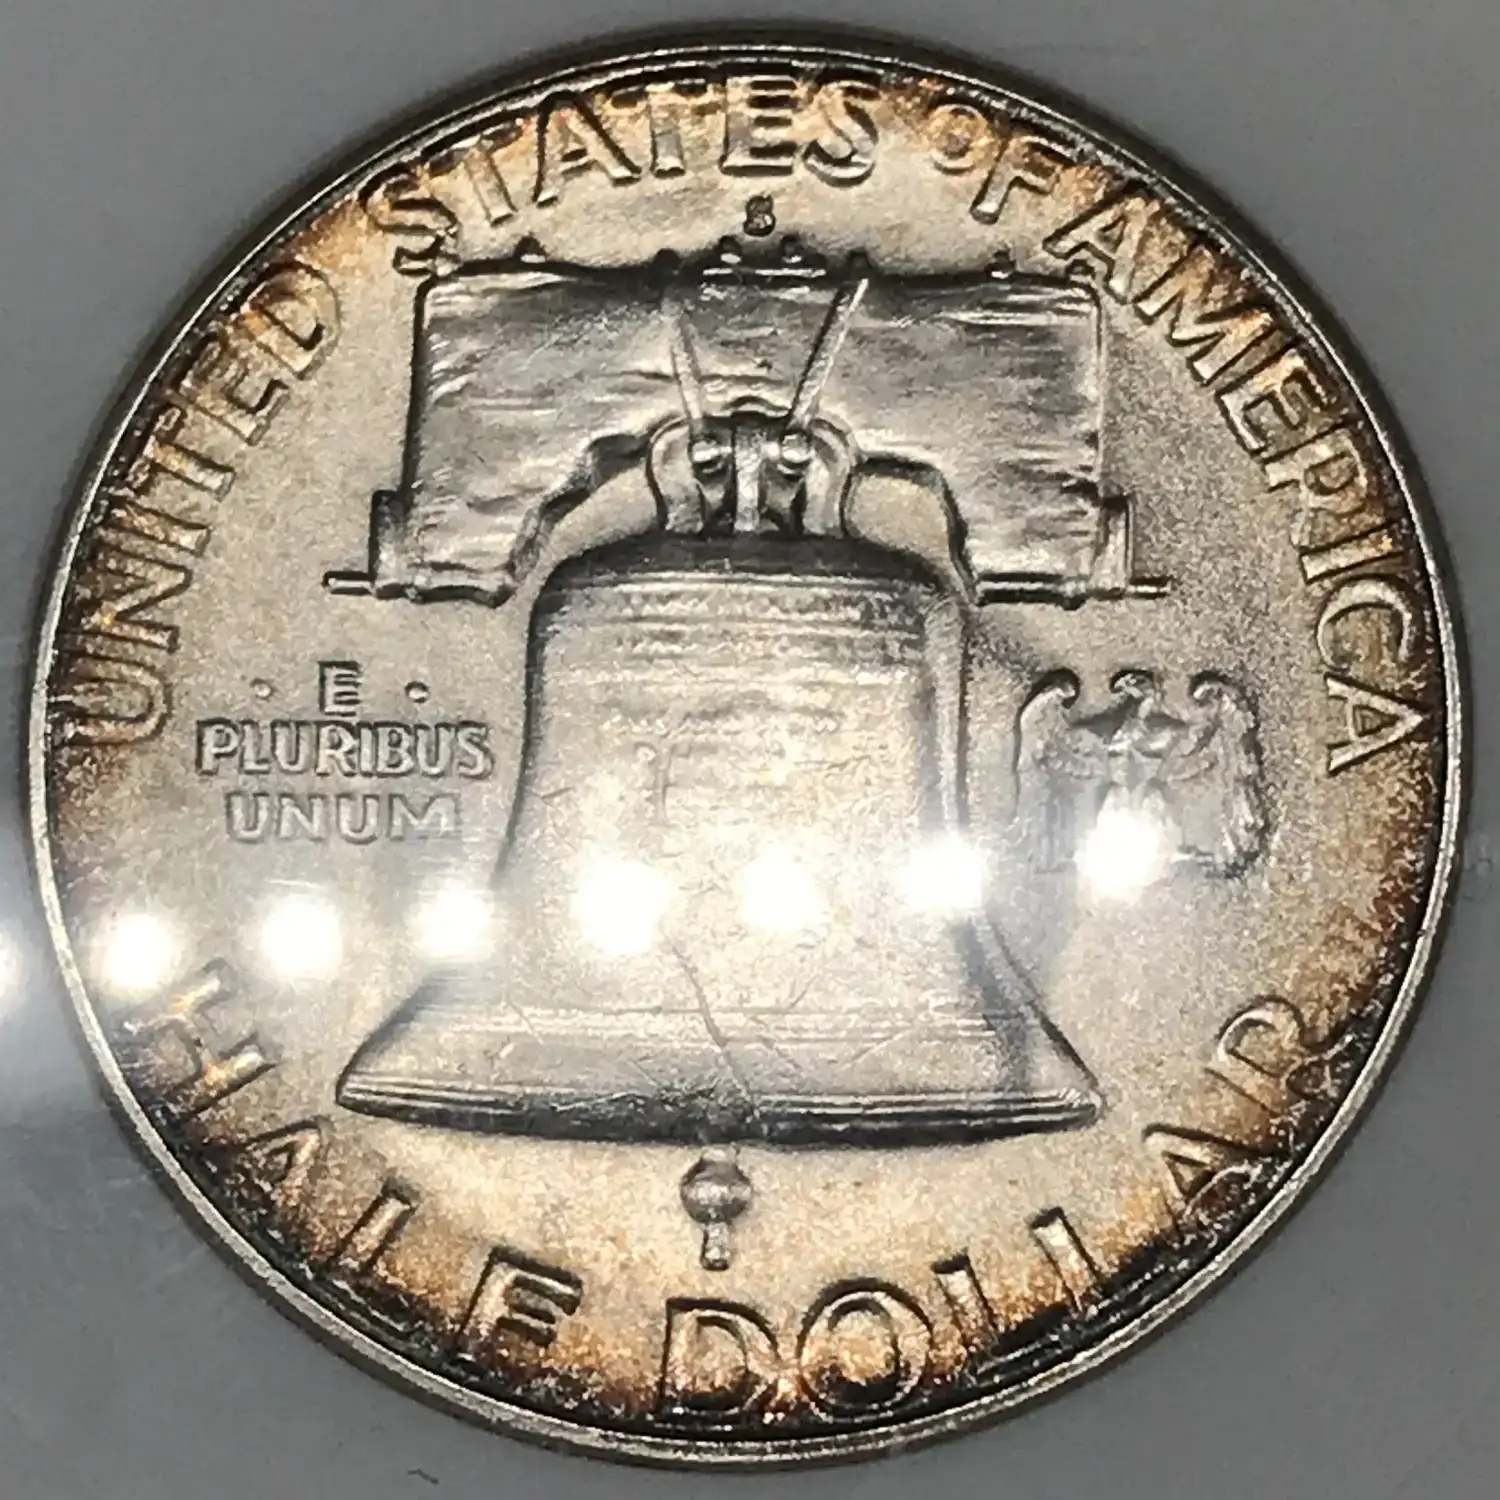 UNITED STATES OF AMERICA
S
· E ·
PLURIBUS
UNUM
HALF DOLLAR